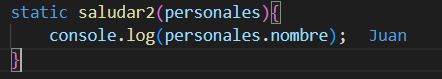 static saludar2(personales){
    console.log(personales.nombre);  Juan
}